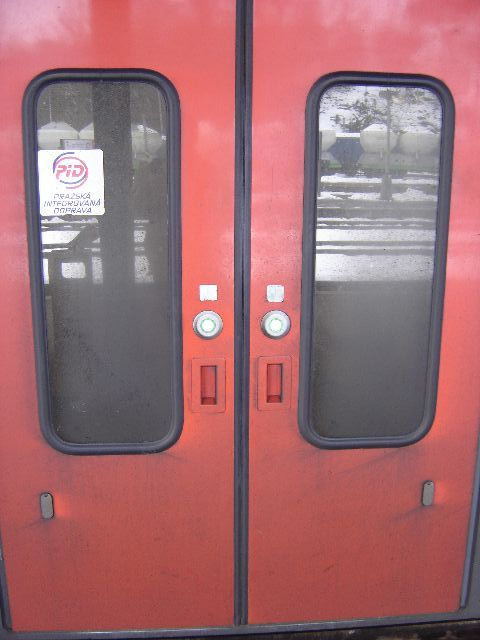 PID
PRAŽSKÁ
INTEGROVANÁ
DOPRAVA